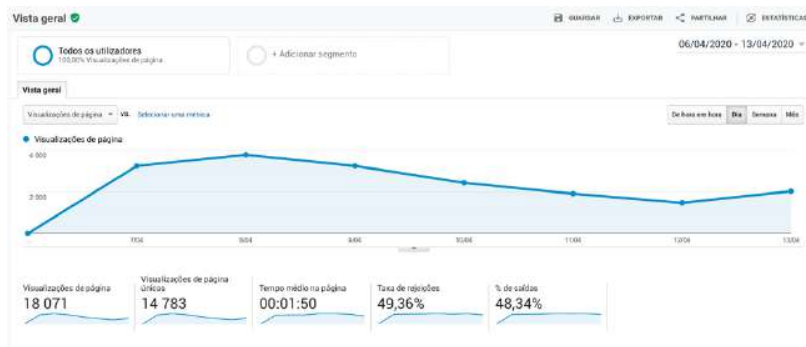 Vista geral
GUARDAR EXPORTAR PARTILHAR ESTATÍSTICAS
06/04/2020 - 13/04/2020
Todos os utilizadores
100,00% Visualizações de página
+ Adicionar segmento
Vista geral
Visualizações de página VS. Selecionar uma métrica
De hora em hora Dia Semana Mês
Visualizações de página
4 000
2 000
7/04 8/04 9/04 10/04 11/04 12/04 13/04
Visualizações de página
18 071
Visualizações de página
únicas
14 783
Tempo médio na página
00:01:50
Taxa de rejeições
49,36%
% de saídas
48,34%